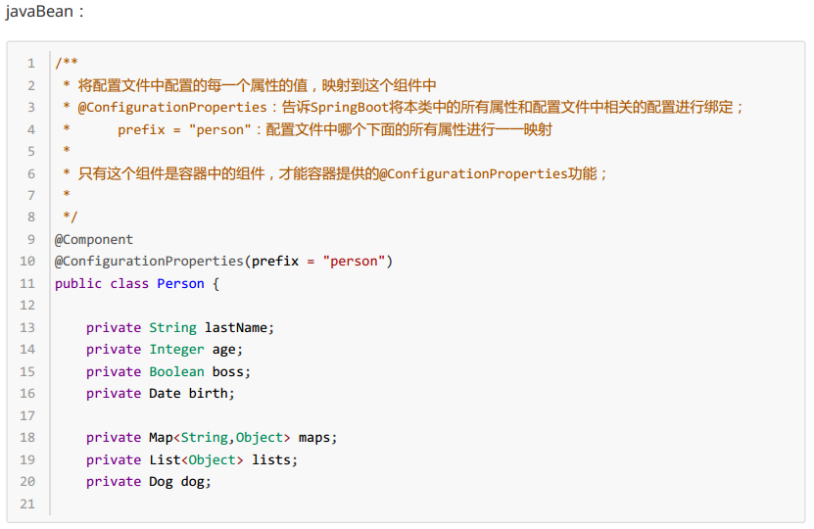 javaBean：
1 /**
2  * 将配置文件中配置的每一个属性的值，映射到这个组件中
3  * @ConfigurationProperties：告诉SpringBoot将本类中的所有属性和配置文件中相关的配置进行绑定；
4  *      prefix = "person"：配置文件中哪个下面的所有属性进行一一映射
5  *
6  * 只有这个组件是容器中的组件，才能容器提供的@ConfigurationProperties功能；
7  *
8  */
9 @Component
10 @ConfigurationProperties(prefix = "person")
11 public class Person {
12
13     private String lastName;
14     private Integer age;
15     private Boolean boss;
16     private Date birth;
17
18     private Map<String,Object> maps;
19     private List<Object> lists;
20     private Dog dog;
21